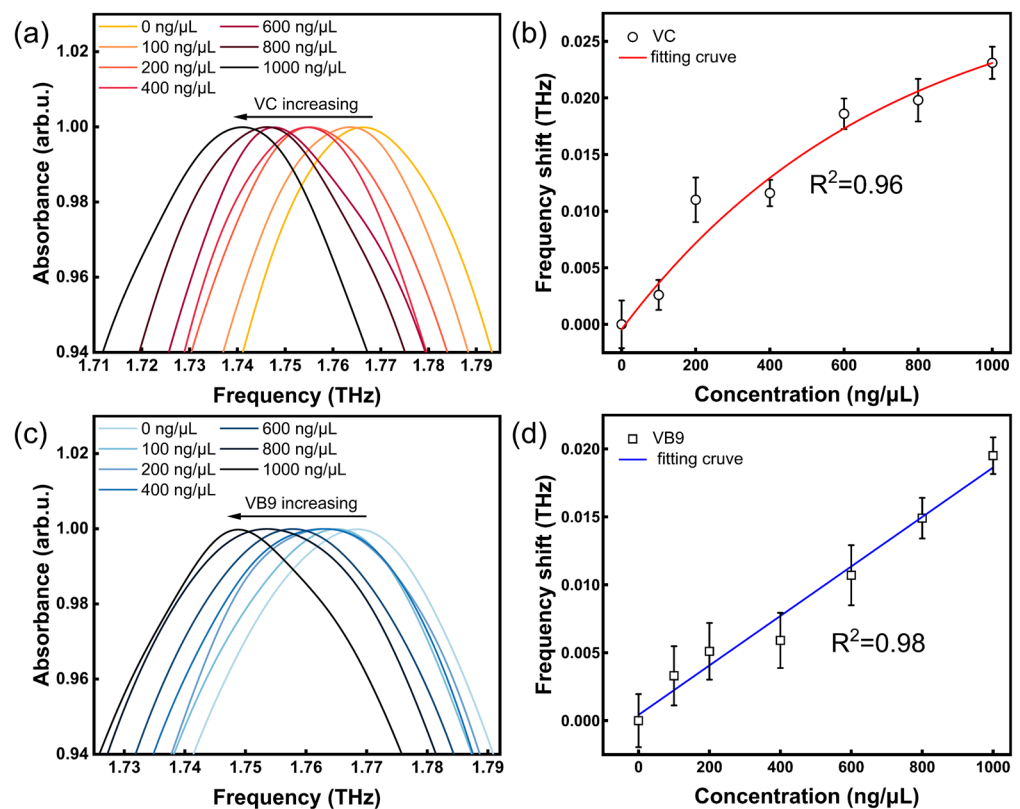 (a)
0 ng/μL
100 ng/μL
200 ng/μL
400 ng/μL
600 ng/μL
800 ng/μL
1000 ng/μL
VC increasing
1.02
1.00
0.98
0.96
0.94
Absorbance (arb.u.)
1.71 1.72 1.73 1.74 1.75 1.76 1.77 1.78 1.79
Frequency (THz)
(b)
VC
fitting cruve
R²=0.96
0.025
0.020
0.015
0.010
0.005
0.000
Frequency shift (THz)
0 200 400 600 800 1000
Concentration (ng/μL)
(c)
0 ng/μL
100 ng/μL
200 ng/μL
400 ng/μL
600 ng/μL
800 ng/μL
1000 ng/μL
VB9 increasing
1.02
1.00
0.98
0.96
0.94
Absorbance (arb.u.)
1.73 1.74 1.75 1.76 1.77 1.78 1.79
Frequency (THz)
(d)
VB9
fitting cruve
R²=0.98
0.020
0.015
0.010
0.005
0.000
Frequency shift (THz)
0 200 400 600 800 1000
Concentration (ng/μL)